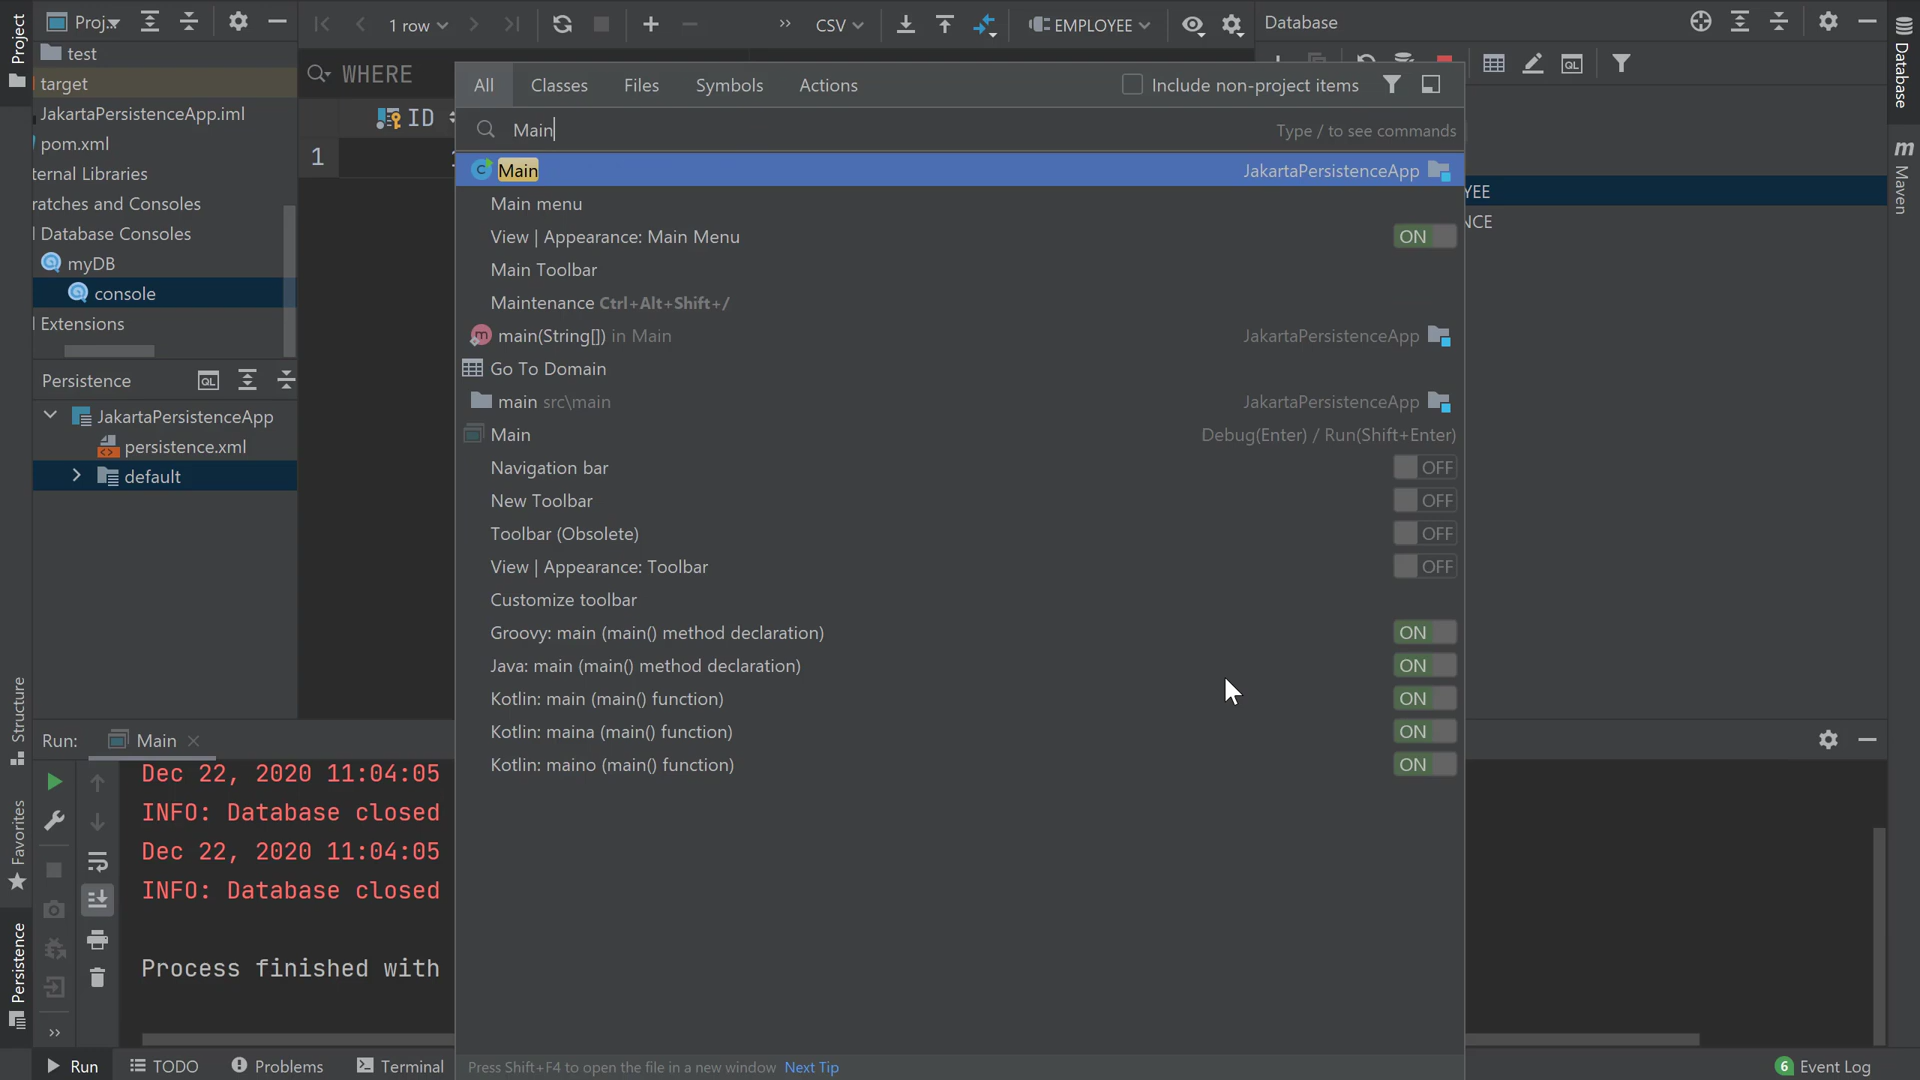 Project
Proj...
test
target
JakartaPersistenceApp.iml
pom.xml
ternal Libraries
ratches and Consoles
Database Consoles
myDB
console
Extensions
Persistence
JakartaPersistenceApp
persistence.xml
default
1 row
CSV
EMPLOYEE
WHERE
ID
1
All
Classes
Files
Symbols
Actions
Include non-project items
Main
Type / to see commands
Main JakartaPersistenceApp
Main menu
View | Appearance: Main Menu ON
Main Toolbar
Maintenance Ctrl+Alt+Shift+/
main(String[]) in Main JakartaPersistenceApp
Go To Domain
main src\main JakartaPersistenceApp
Main Debug(Enter) / Run(Shift+Enter)
Navigation bar OFF
New Toolbar OFF
Toolbar (Obsolete) OFF
View | Appearance: Toolbar OFF
Customize toolbar
Groovy: main (main() method declaration) ON
Java: main (main() method declaration) ON
Kotlin: main (main() function) ON
Kotlin: maina (main() function) ON
Kotlin: maino (main() function) ON
Press Shift+F4 to open the file in a new window Next Tip
Database
YEE
NCE
Database
Maven
Structure
Favorites
Persistence
Run: Main
Dec 22, 2020 11:04:05
INFO: Database closed
Dec 22, 2020 11:04:05
INFO: Database closed
Process finished with
Run
TODO
Problems
Terminal
6 Event Log